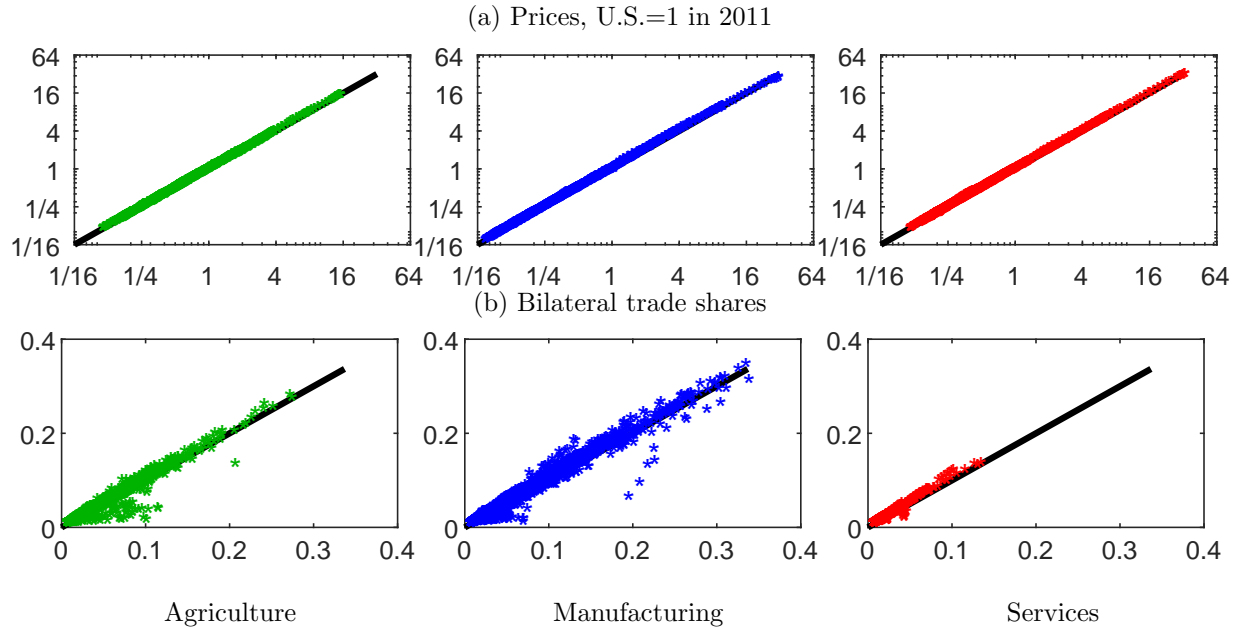 (a) Prices, U.S.=1 in 2011
64 64 64
16 16 16
4 4 4
1 1 1
1/4 1/4 1/4
1/16 1/16 1/16
1/16 1/4 1 4 16 64 1/16 1/4 1 4 16 64 1/16 1/4 1 4 16 64
(b) Bilateral trade shares
0.4 0.4 0.4
0.2 0.2 0.2
0 0 0
0 0.1 0.2 0.3 0.4 0 0.1 0.2 0.3 0.4 0 0.1 0.2 0.3 0.4
Agriculture Manufacturing Services